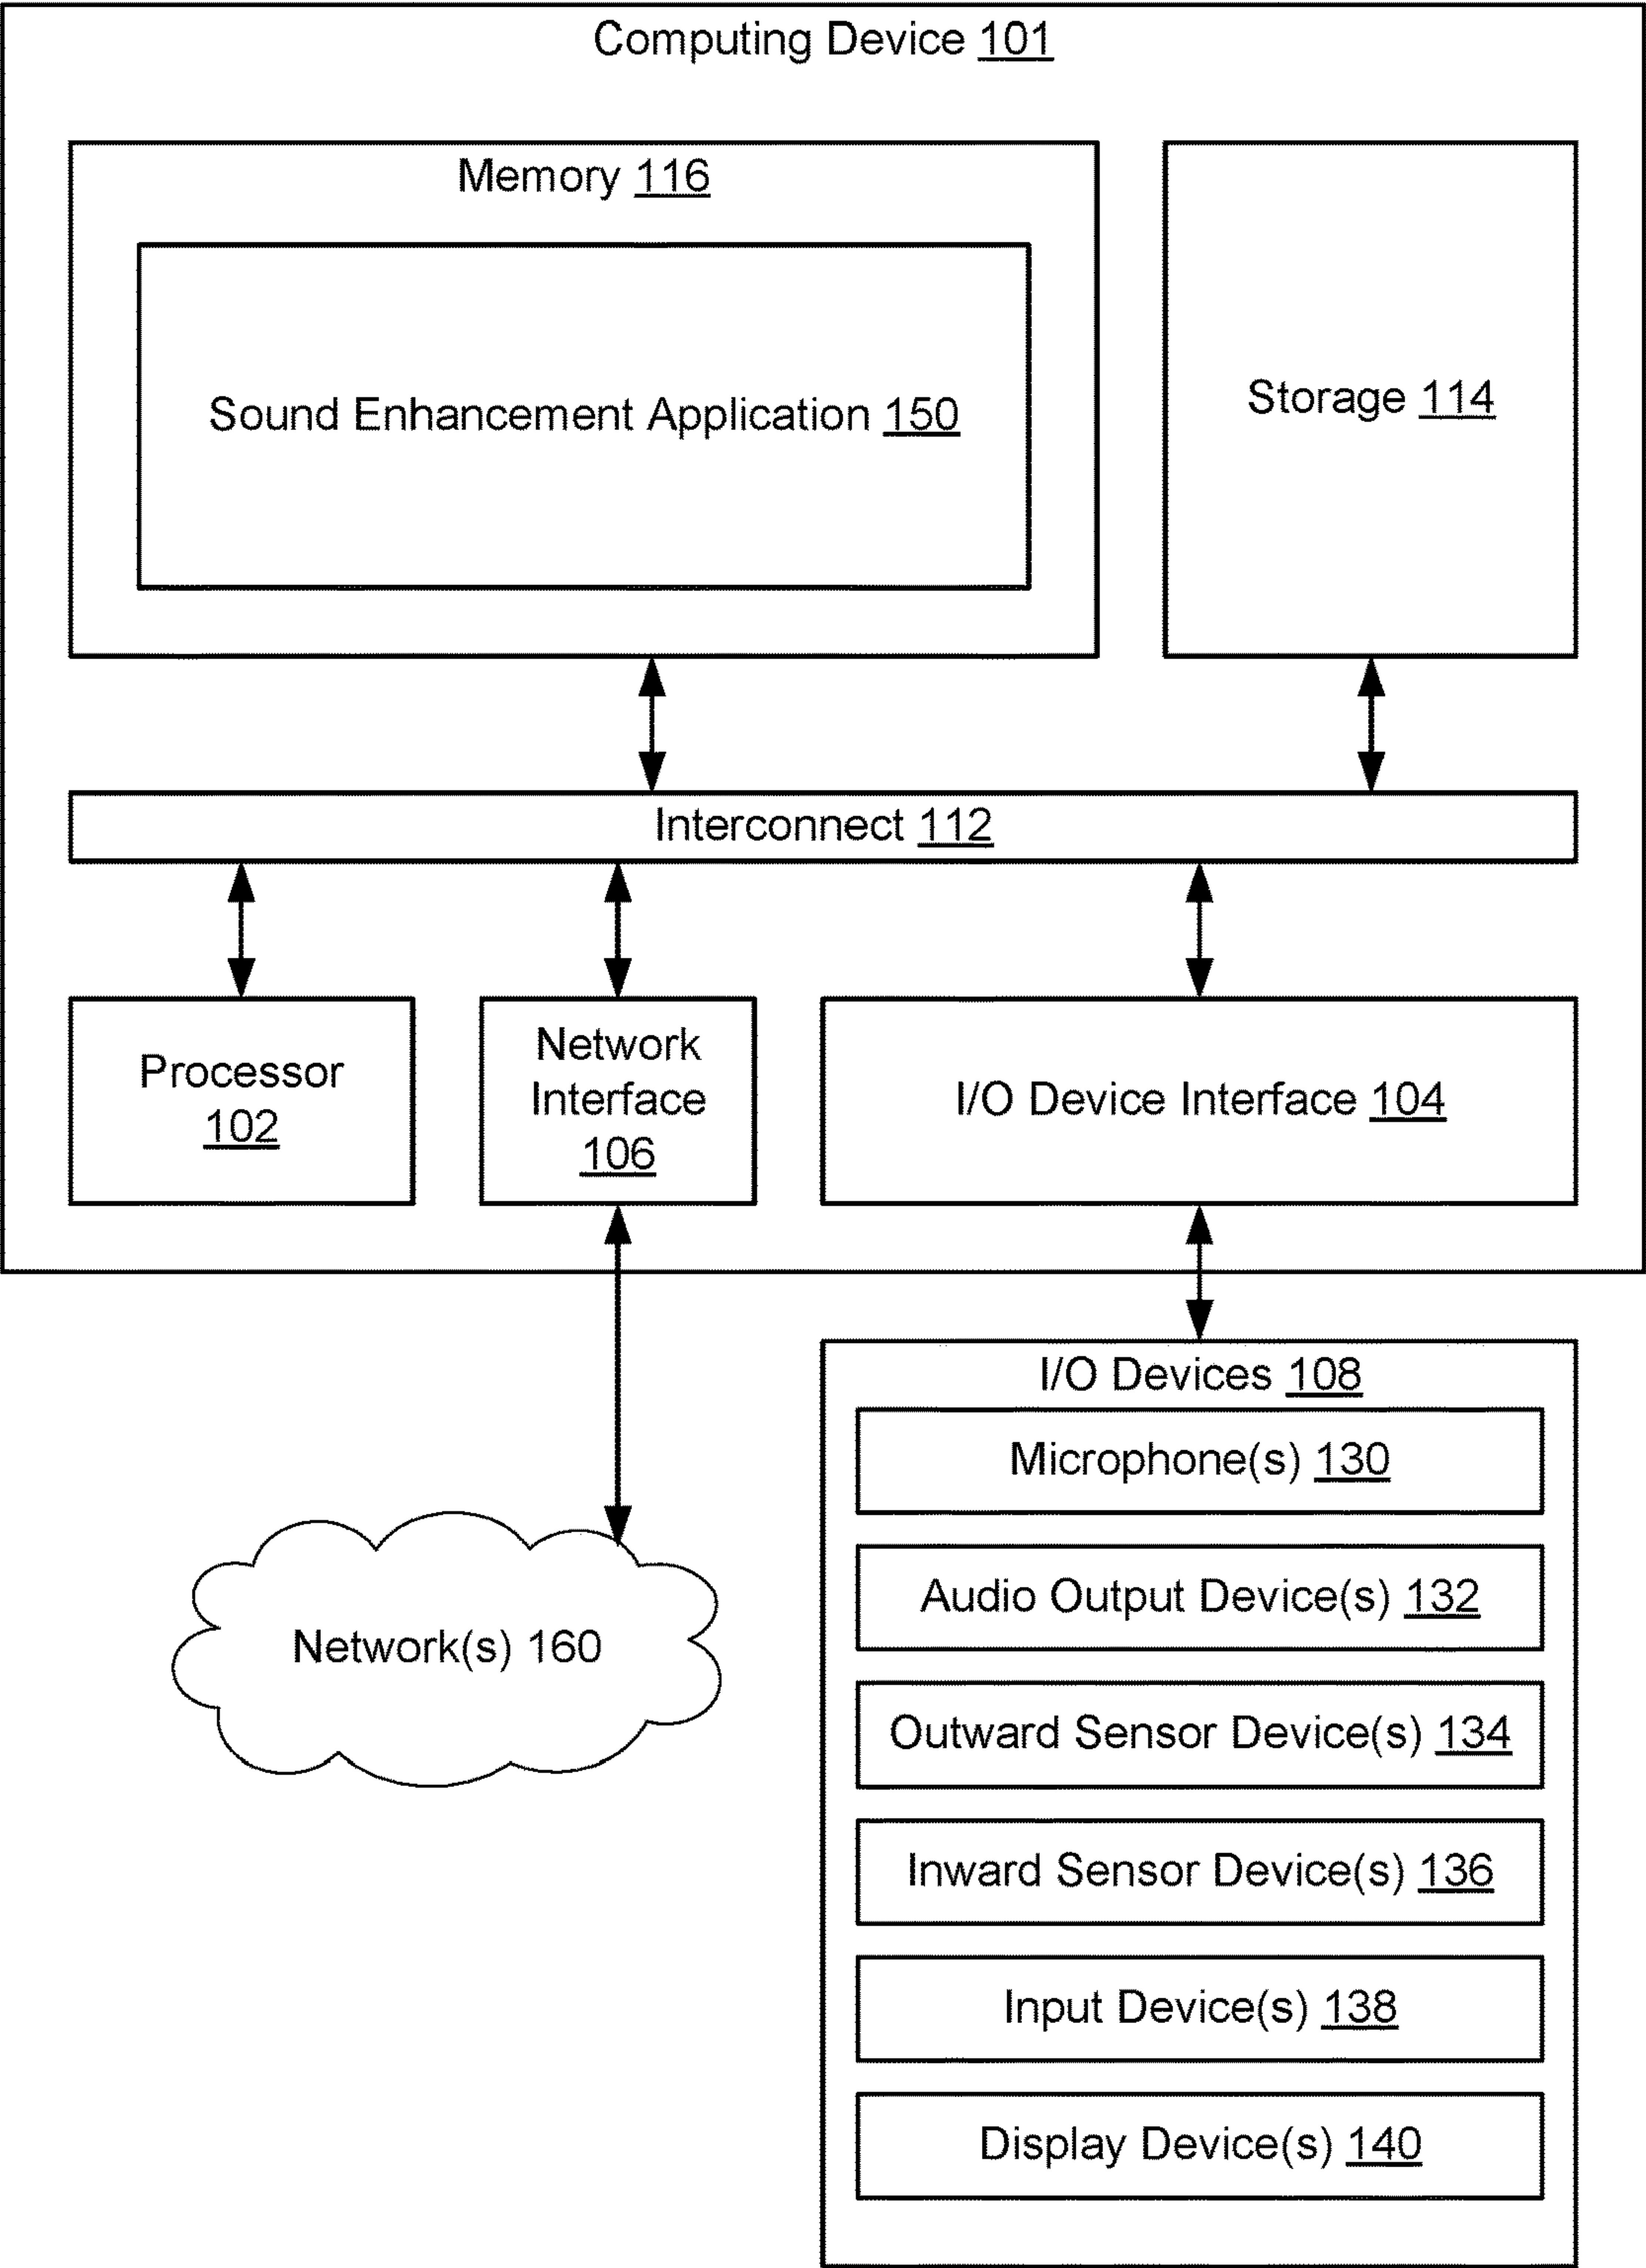 Computing Device 101
Memory 116
Sound Enhancement Application 150
Storage 114
Interconnect 112
Processor
102
Network
Interface
106
I/O Device Interface 104
I/O Devices 108
Microphone(s) 130
Audio Output Device(s) 132
Outward Sensor Device(s) 134
Inward Sensor Device(s) 136
Input Device(s) 138
Display Device(s) 140
Network(s) 160